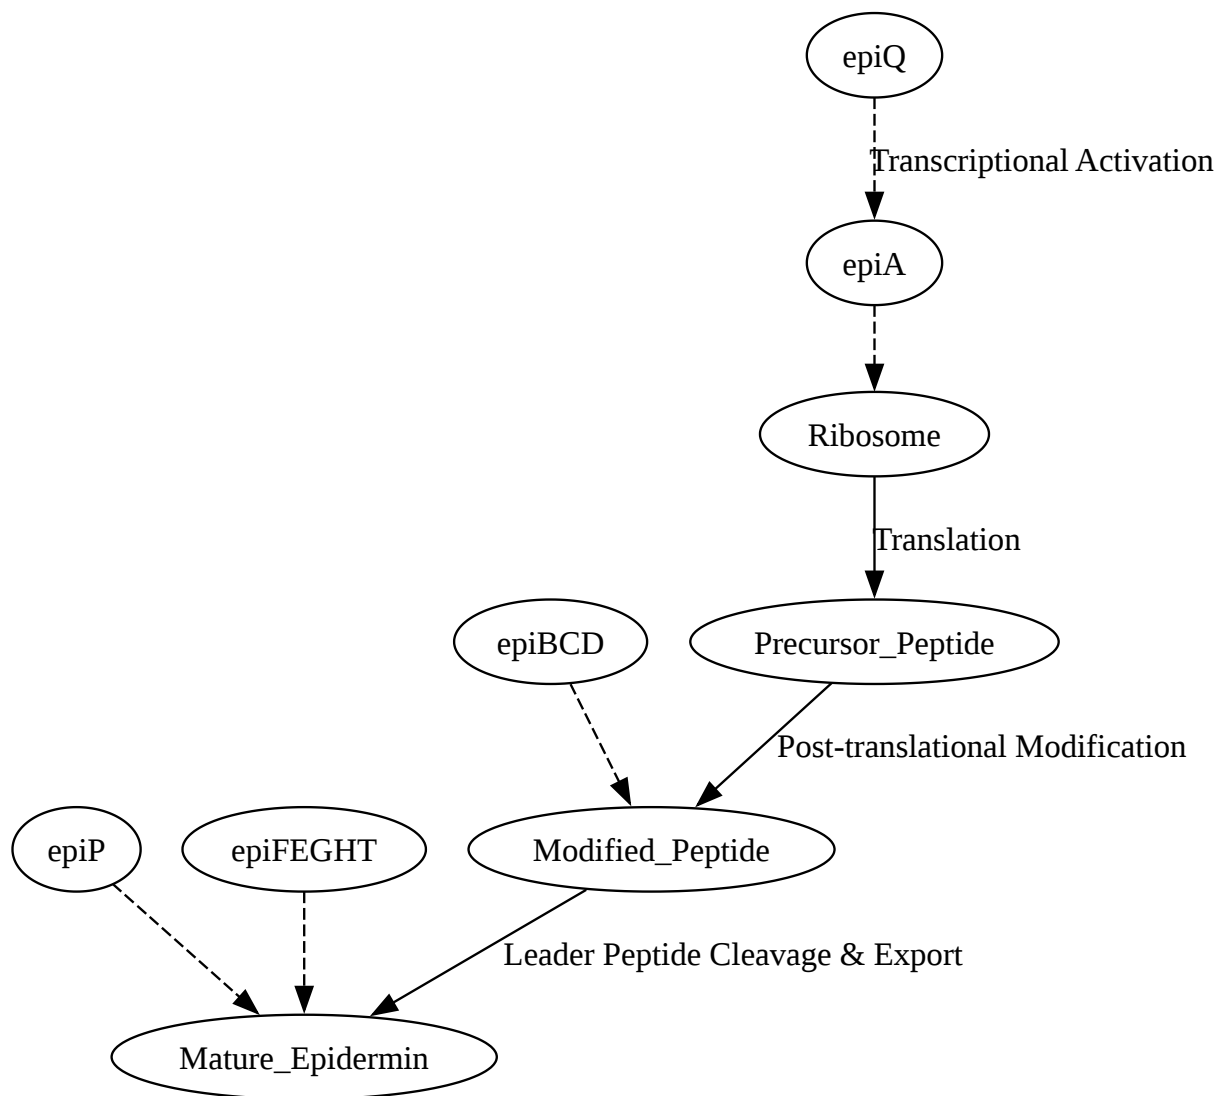 epiQ
Transcriptional Activation
epiA
Ribosome
Translation
epiBCD
Precursor_Peptide
Post-translational Modification
epiP
epiFEGHT
Modified_Peptide
Leader Peptide Cleavage & Export
Mature_Epidermin